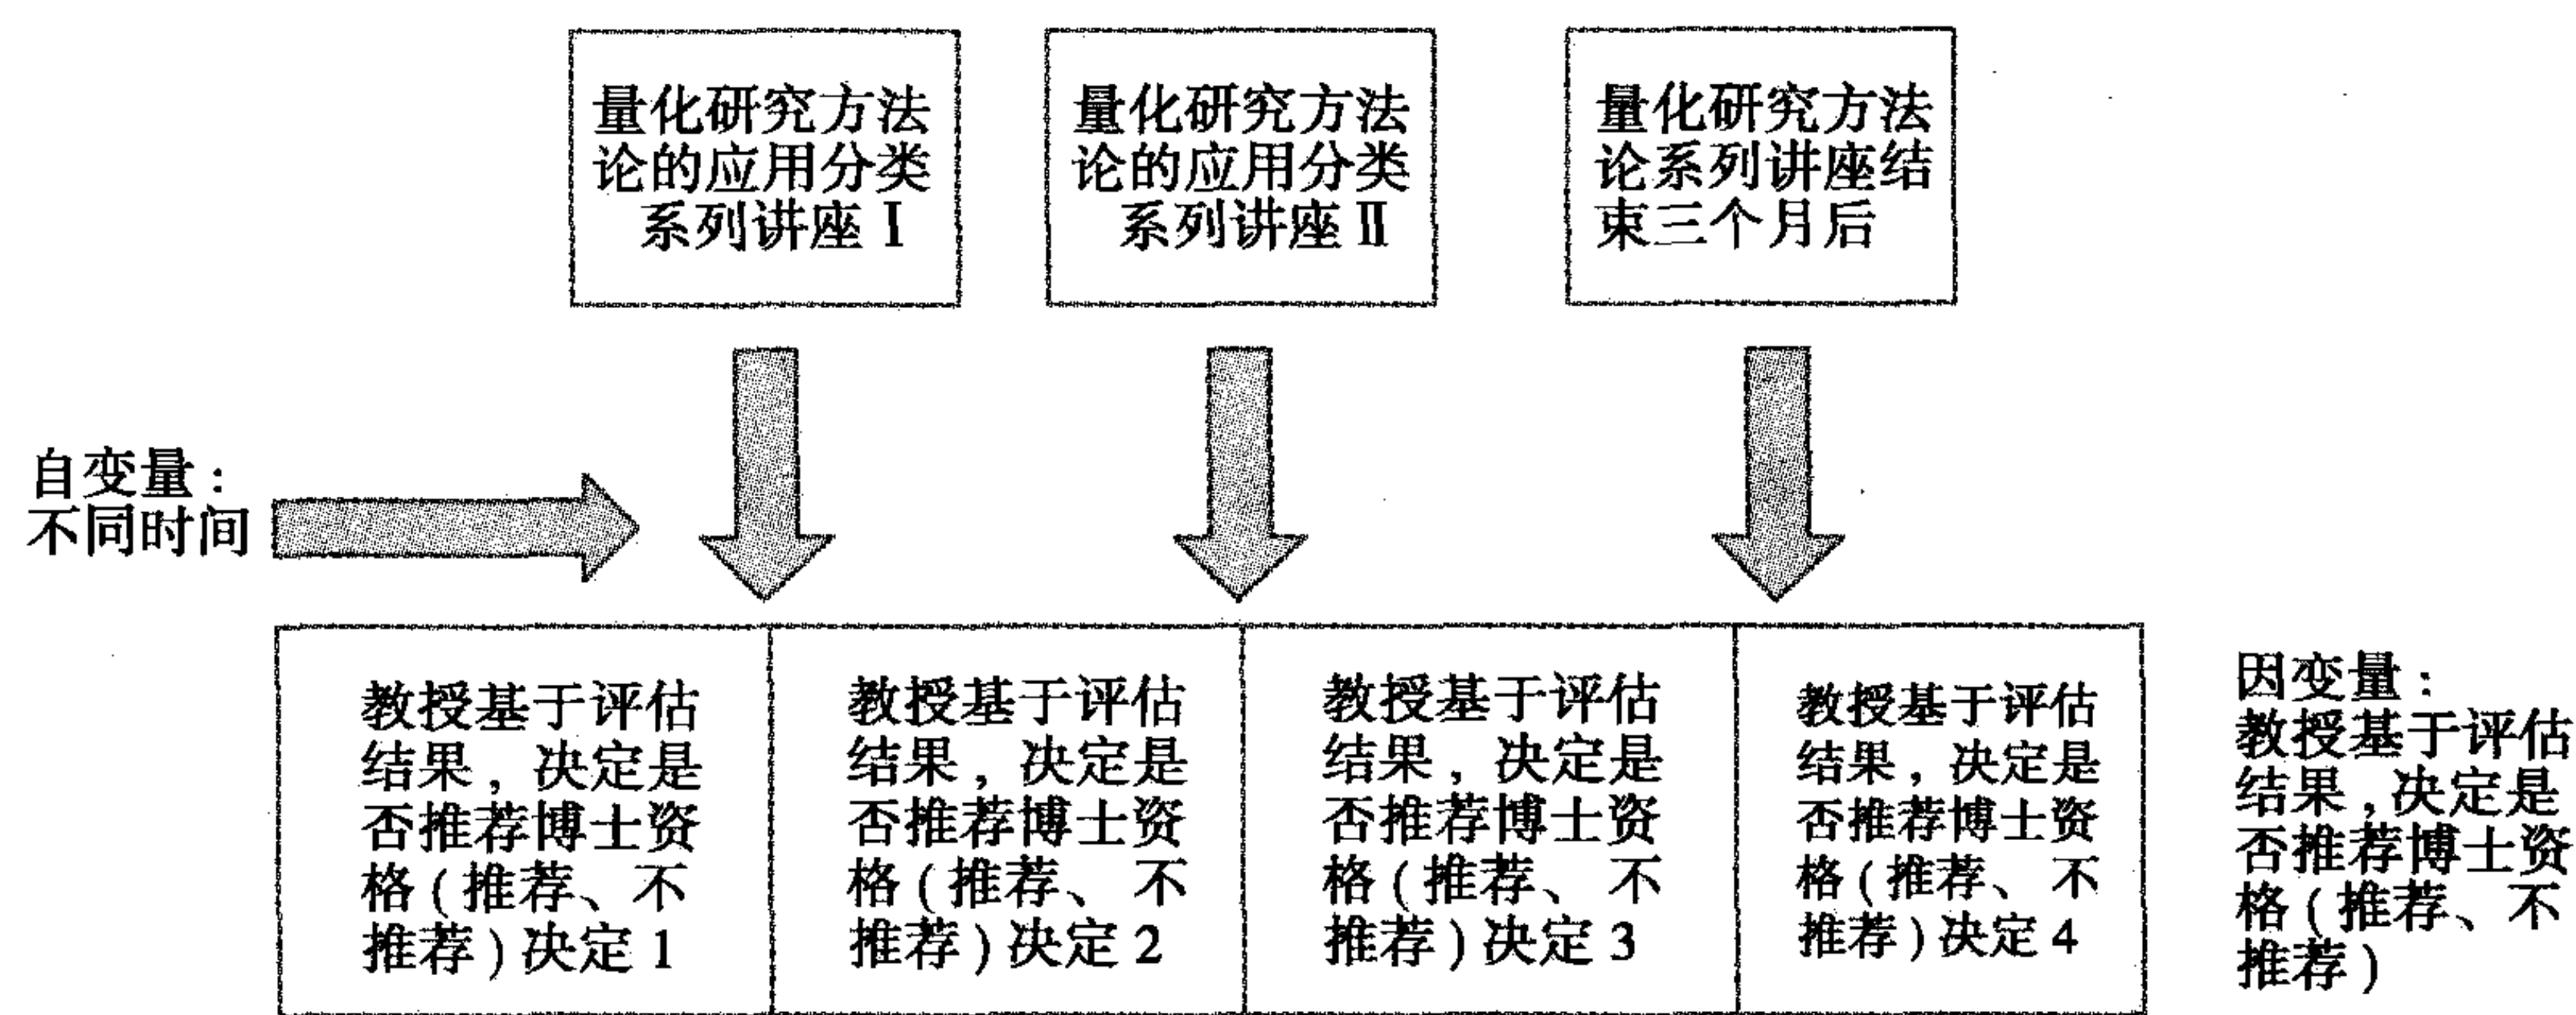 量化研究方法
论的应用分类
系列讲座Ⅰ
量化研究方法
论的应用分类
系列讲座Ⅱ
量化研究方法
论系列讲座结
束三个月后
自变量：
不同时间
教授基于评估
结果，决定是
否推荐博士资
格(推荐、不
推荐)决定1
教授基于评估
结果，决定是
否推荐博士资
格(推荐、不
推荐)决定2
教授基于评估
结果，决定是
否推荐博士资
格(推荐、不
推荐)决定3
教授基于评估
结果，决定是
否推荐博士资
格(推荐、不
推荐)决定4
因变量：
教授基于评估
结果，决定是
否推荐博士资
格(推荐、不
推荐)